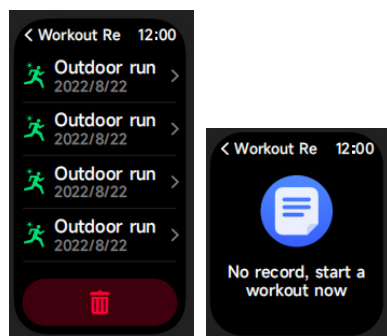 < Workout Re 12:00
Outdoor run
2022/8/22
Outdoor run
2022/8/22
Outdoor run
2022/8/22
Outdoor run
2022/8/22
< Workout Re 12:00
No record, start a
workout now